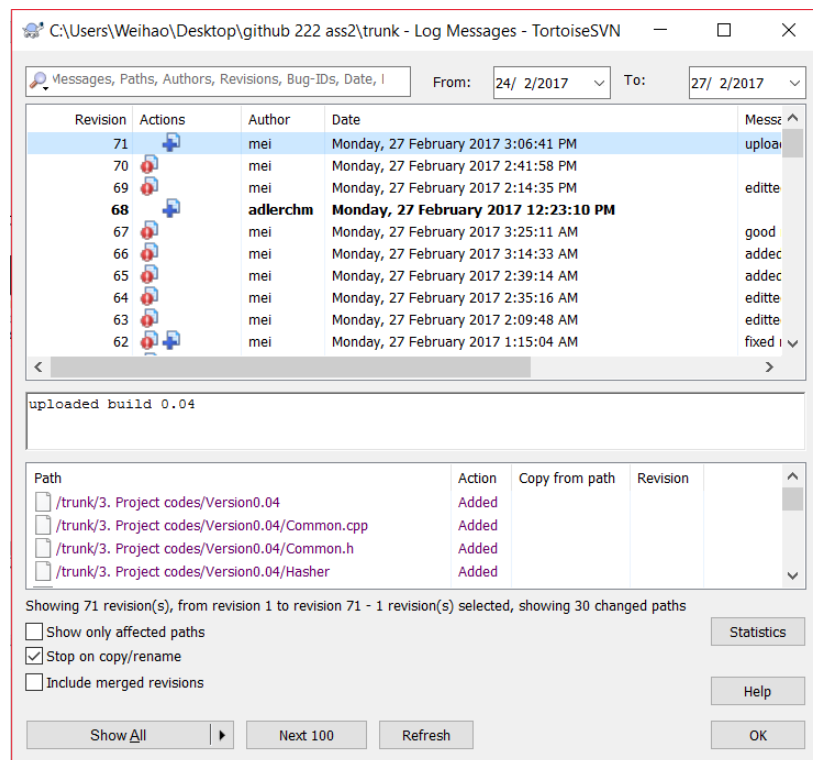 C:\Users\Weihao\Desktop\github 222 ass2\trunk - Log Messages - TortoiseSVN
Messages, Paths, Authors, Revisions, Bug-IDs, Date, From: 24/ 2/2017 To: 27/ 2/2017
Revision Actions Author Date
71 mei Monday, 27 February 2017 3:06:41 PM
70 mei Monday, 27 February 2017 2:41:58 PM
69 mei Monday, 27 February 2017 2:14:35 PM
68 adlerchm Monday, 27 February 2017 12:23:10 PM
67 mei Monday, 27 February 2017 3:25:11 AM good
66 mei Monday, 27 February 2017 3:14:33 AM added
65 mei Monday, 27 February 2017 2:39:14 AM added
64 mei Monday, 27 February 2017 2:35:16 AM
63 mei Monday, 27 February 2017 2:09:48 AM
62 mei Monday, 27 February 2017 1:15:04 AM fixed
uploaded build 0.04
Path Action Copy from path Revision
/trunk/3. Project codes/Version0.04 Added
/trunk/3. Project codes/Version0.04/Common.cpp Added
/trunk/3. Project codes/Version0.04/Common.h Added
/trunk/3. Project codes/Version0.04/Hasher Added
Showing 71 revision(s), from revision 1 to revision 71 - 1 revision(s) selected, showing 30 changed paths
Show only affected paths
Statistics
Stop on copy/rename
Include merged revisions
Help
Show All Next 100 Refresh OK